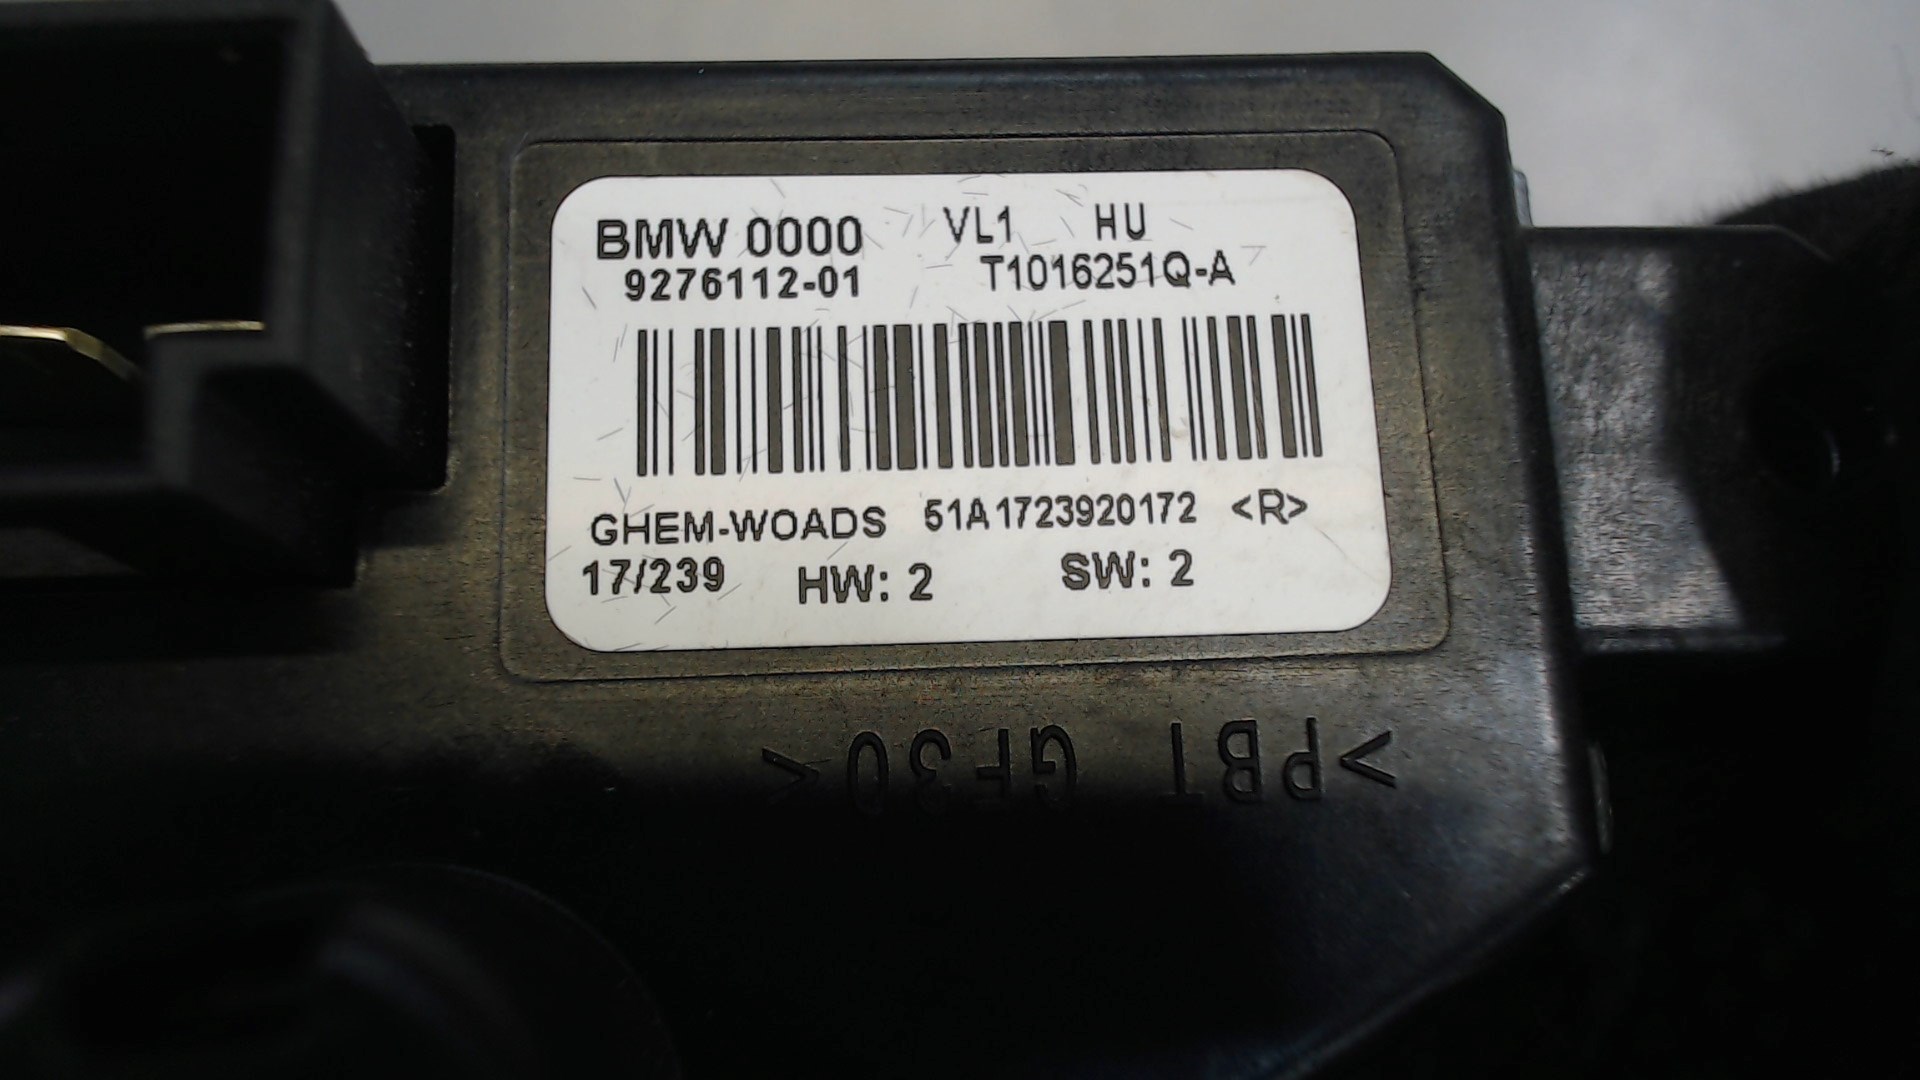 BMW 0000 VL1 HU
9276112-01 T1016251Q-A
GHEM-WOADS 51A1723920172 <R>
17/239 HW: 2 SW: 2
>PBT GF30<